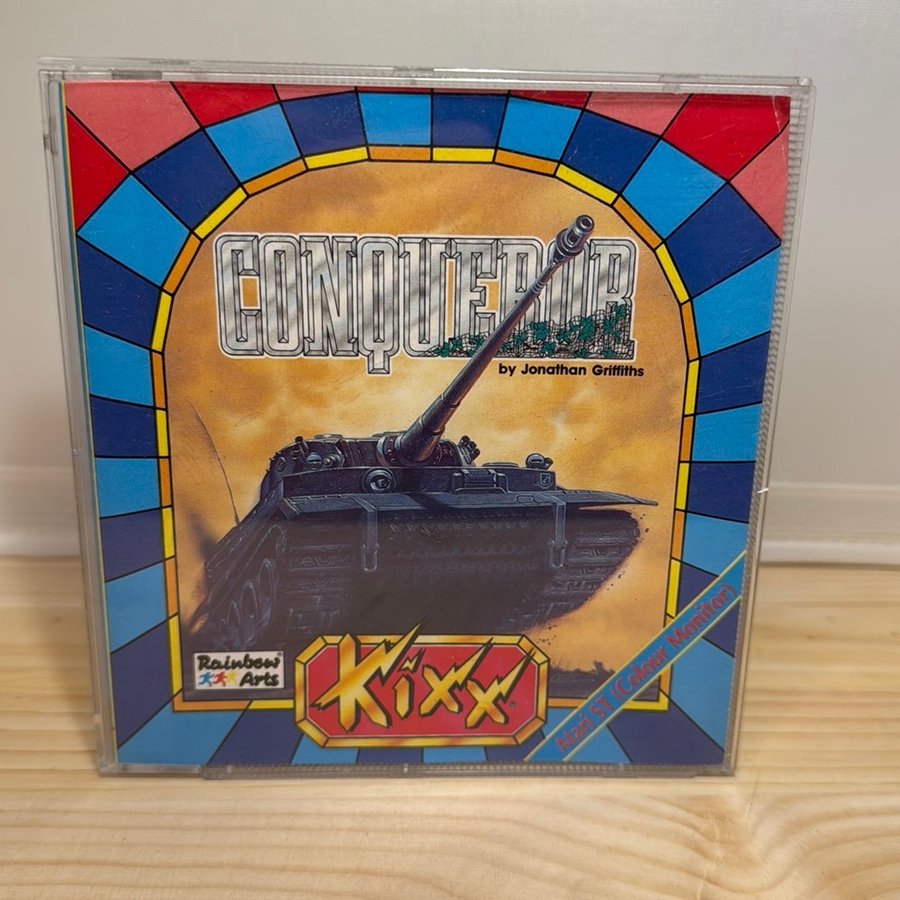 CONQUEROR
by Jonathan Griffiths
Rainbow®
Arts
Kixx®
Atari ST (Colour Monitor)